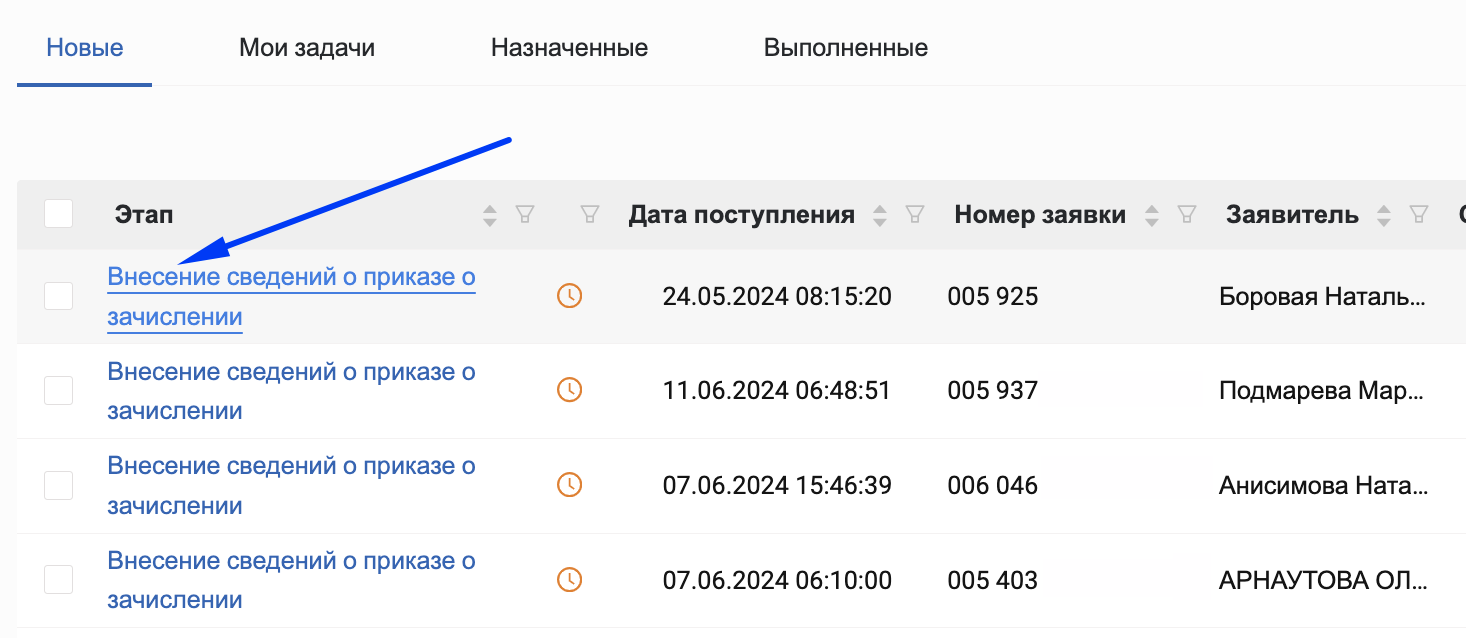 Новые Мои задачи Назначенные Выполненные
Этап Дата поступления Номер заявки Заявитель
Внесение сведений о приказе о
зачислении 24.05.2024 08:15:20 005 925 Боровая Наталь...
Внесение сведений о приказе о
зачислении 11.06.2024 06:48:51 005 937 Подмарева Мар...
Внесение сведений о приказе о
зачислении 07.06.2024 15:46:39 006 046 Анисимова Ната...
Внесение сведений о приказе о
зачислении 07.06.2024 06:10:00 005 403 АРНАУТОВА ОЛ...